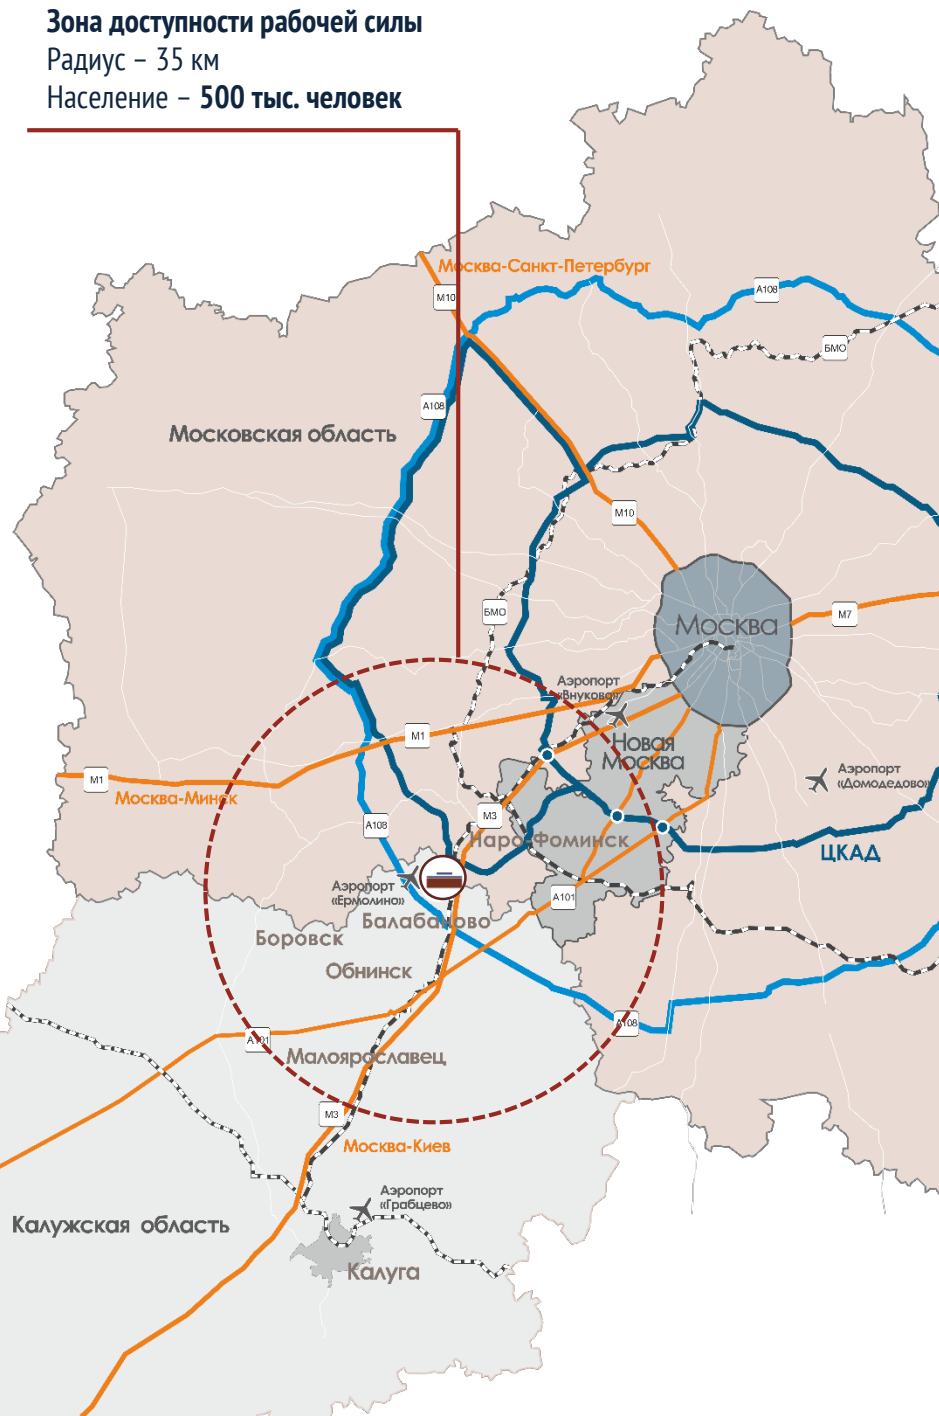 Зона доступности рабочей силы
Радиус – 35 км
Население – 500 тыс. человек
Москва-Санкт-Петербург
М10
А108
БМО
А108
Московская область
М10
БМО
Москва
М7
Аэропорт
«Внуково»
М1
Новая
Москва
М1
Москва-Минск
Аэропорт
«Домодедово»
М3
А108
Наро-Фоминск
ЦКАД
Аэропорт
«Ермолино»
А101
Балабаново
Боровск
Обнинск
А108
А101
Малоярославец
М3
Москва-Киев
Аэропорт
«Грабцево»
Калужская область
Калуга